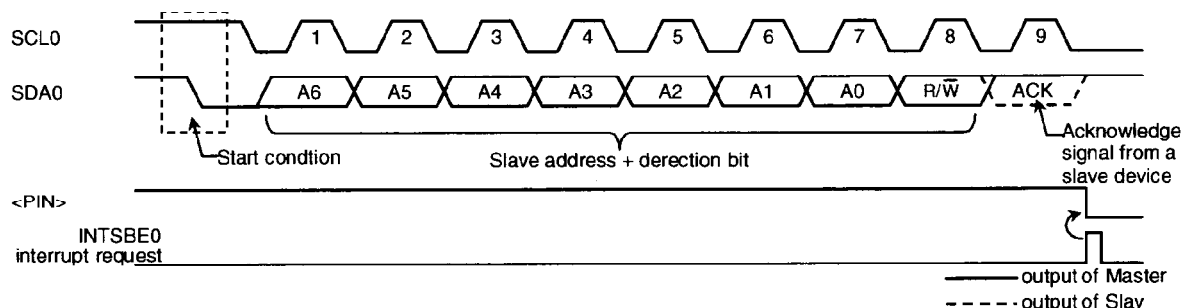 SCL0 1 2 3 4 5 6 7 8 9
SDA0 A6 A5 A4 A3 A2 A1 A0 R/W̅ ACK
Start condtion
Slave address + derection bit
Acknowledge
signal from a
slave device
<PIN>
INTSBE0
interrupt request
output of Master
output of Slav